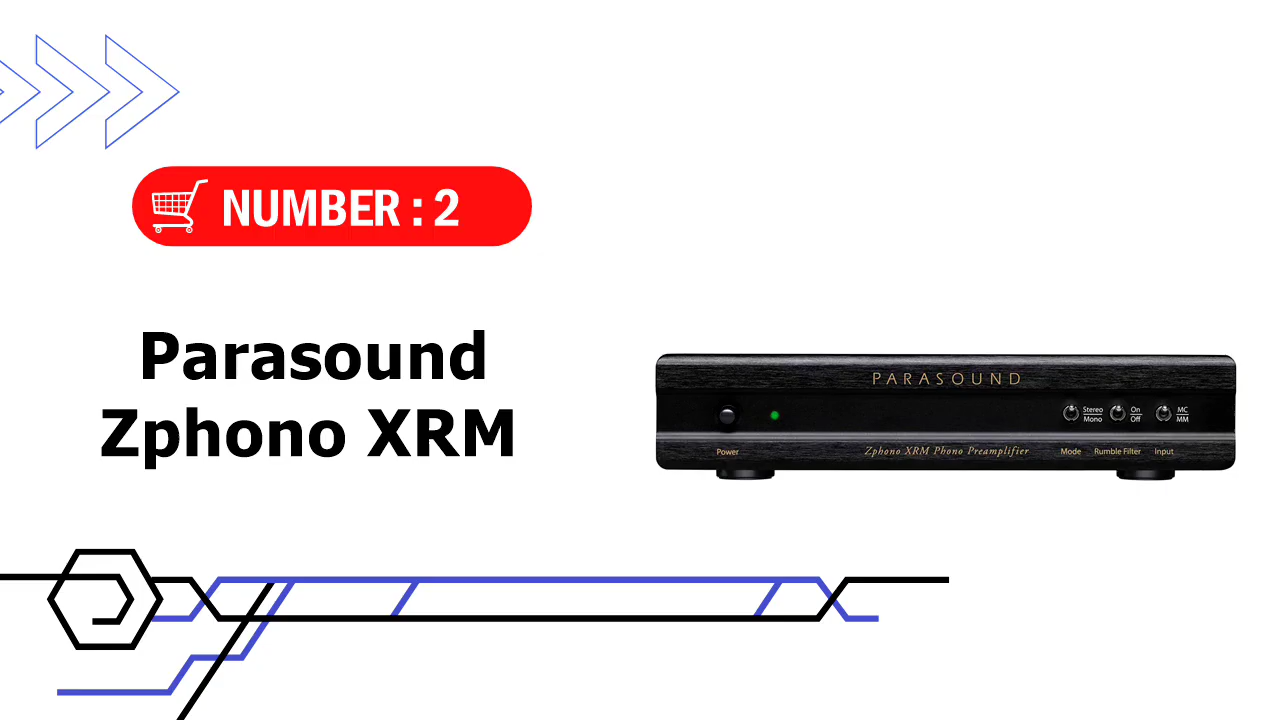 NUMBER : 2
Parasound
Zphono XRM
PARASOUND
Stereo
Mono
On
Off
MC
MM
Power
Zphono XRM Phono Preamplifier
Mode
Rumble Filter
Input